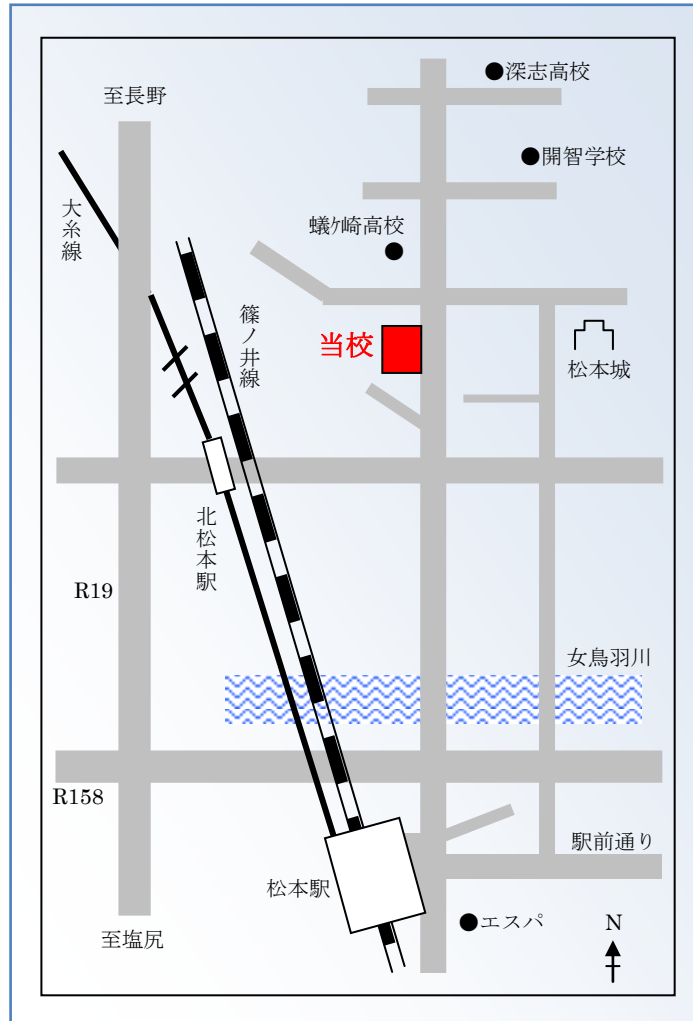 深志高校
至長野
開智学校
大糸線
蟻ケ崎高校
篠ノ井線
当校
松本城
北松本駅
R19
女鳥羽川
R158
駅前通り
松本駅
エスパ
N
至塩尻